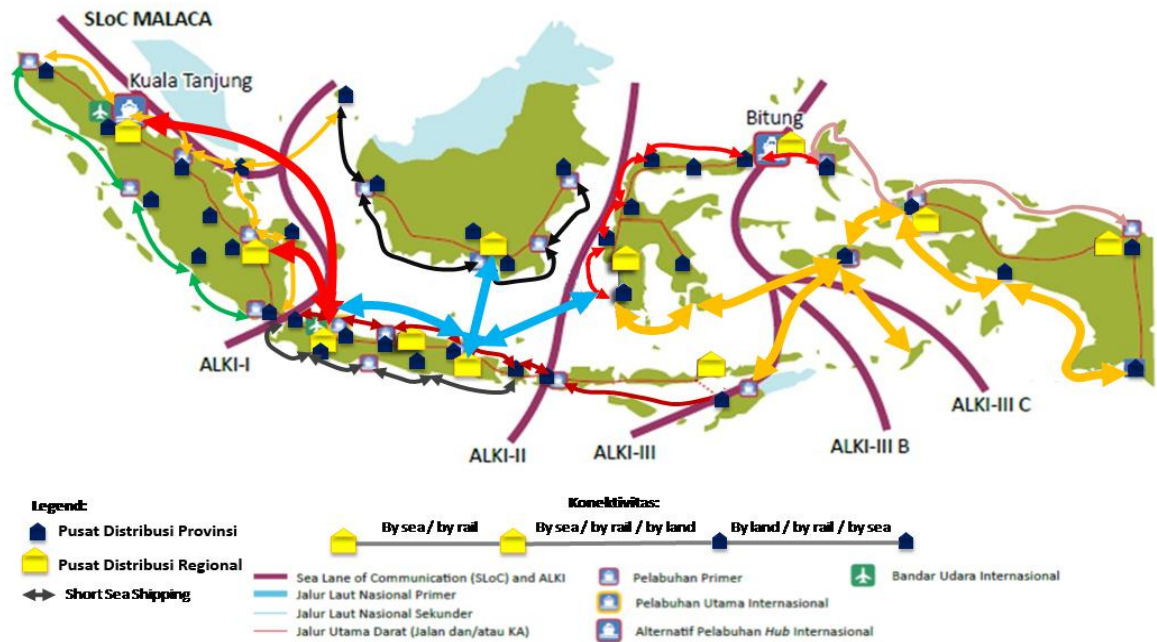 SLoC MALACA
Kuala Tanjung
Bitung
ALKI-I
ALKI-II
ALKI-III
ALKI-III B
ALKI-III C
Legend:
Pusat Distribusi Provinsi
Pusat Distribusi Regional
Short Sea Shipping
Konektivitas:
By sea / by rail
By sea / by rail / by land
By land / by rail / by sea
Sea Lane of Communication (SLoC) and ALKI
Jalur Laut Nasional Primer
Jalur Laut Nasional Sekunder
Jalur Utama Darat (Jalan dan/atau KA)
Pelabuhan Primer
Pelabuhan Utama Internasional
Alternatif Pelabuhan Hub Internasional
Bandar Udara Internasional